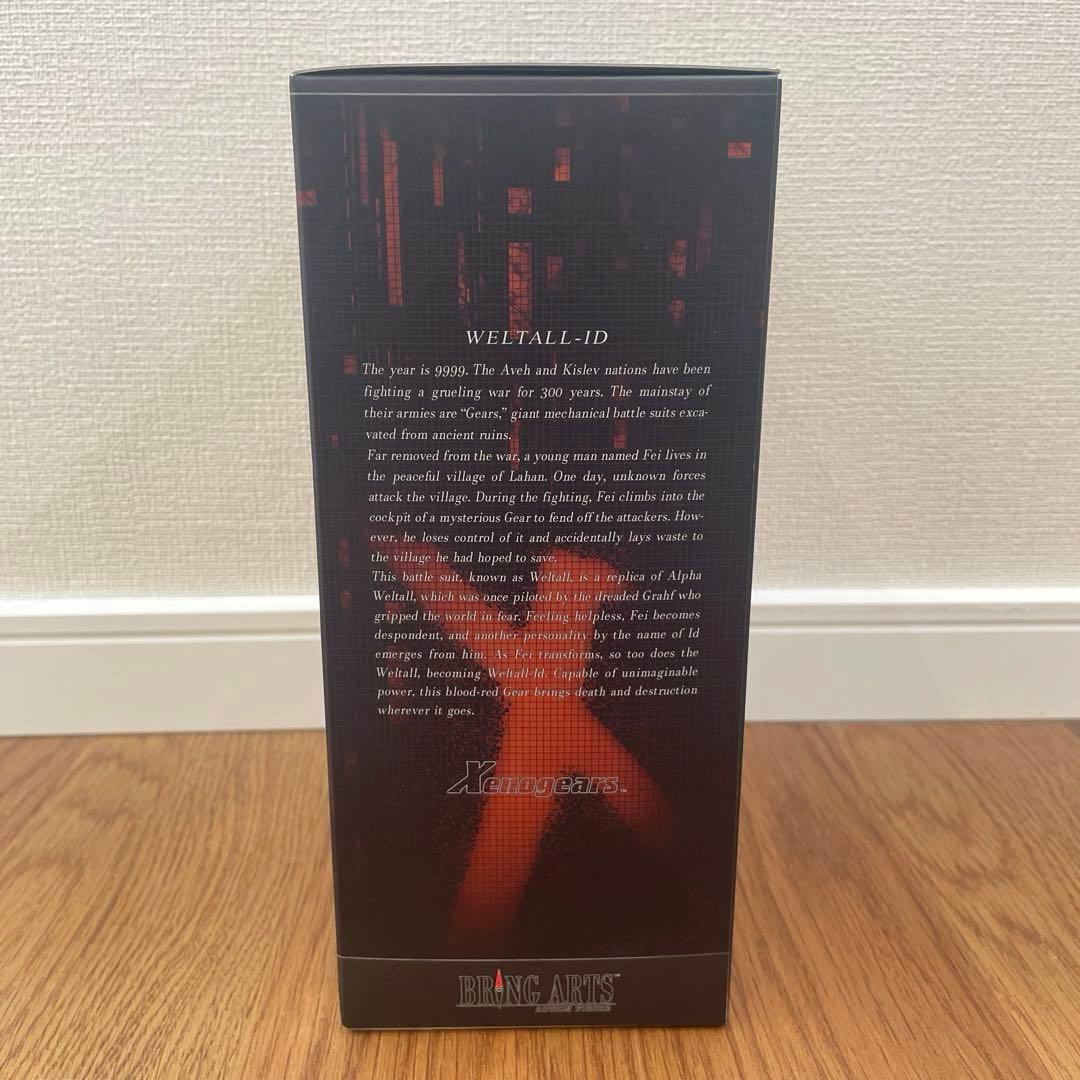 WELTALL-ID
The year is 9999. The Aveh and Kislev nations have been
fighting a grueling war for 300 years. The mainstay of
their armies are “Gears,” giant mechanical battle suits exca-
vated from ancient ruins.
Far removed from the war, a young man named Fei lives in
the peaceful village of Lahan. One day, unknown forces
attack the village. During the fighting, Fei climbs into the
cockpit of a mysterious Gear to fend off the attackers. How-
ever, he loses control of it and accidentally lays waste to
the village he had hoped to save.
This battle suit, known as Weltall, is a replica of Alpha
Weltall, which was once piloted by the dreaded Grahf who
gripped the world in fear. Feeling helpless, Fei becomes
despondent, and another personality by the name of Id
emerges from him. As Fei transforms, so too does the
Weltall, becoming Weltall-Id. Capable of unimaginable
power, this blood-red Gear brings death and destruction
wherever it goes.
Xenogears™
BRING ARTS™
ACTION FIGURE